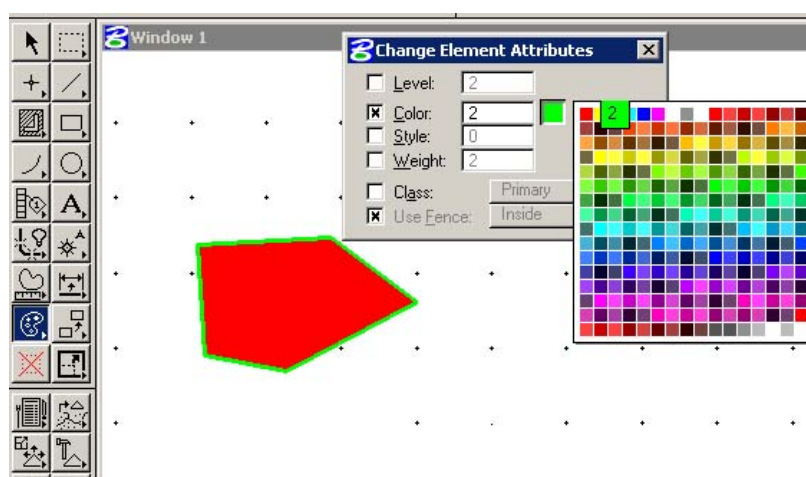 Window 1
Change Element Attributes
Level: 2
Color: 2
2
Style: 0
Weight: 2
Class: Primary
Use Fence: Inside
A